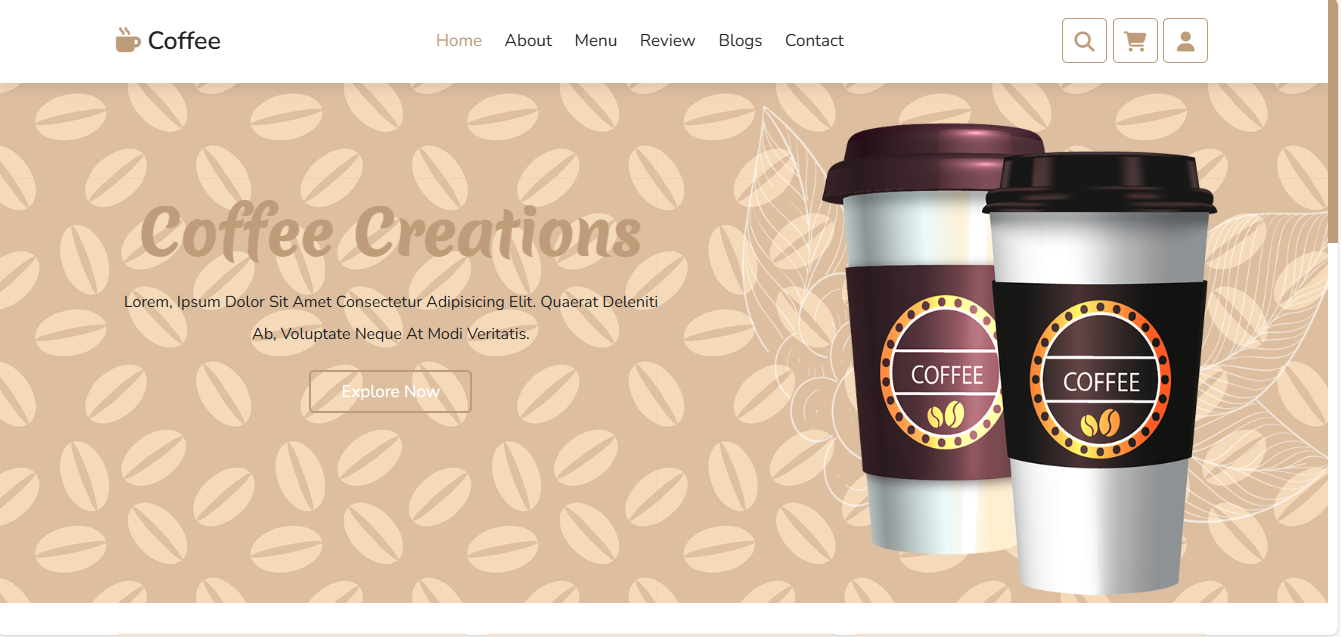 Coffee
Home About Menu Review Blogs Contact
Coffee Creations
Lorem, Ipsum Dolor Sit Amet Consectetur Adipisicing Elit. Quaerat Deleniti
Ab, Voluptate Neque At Modi Veritatis.
Explore Now
COFFEE
COFFEE